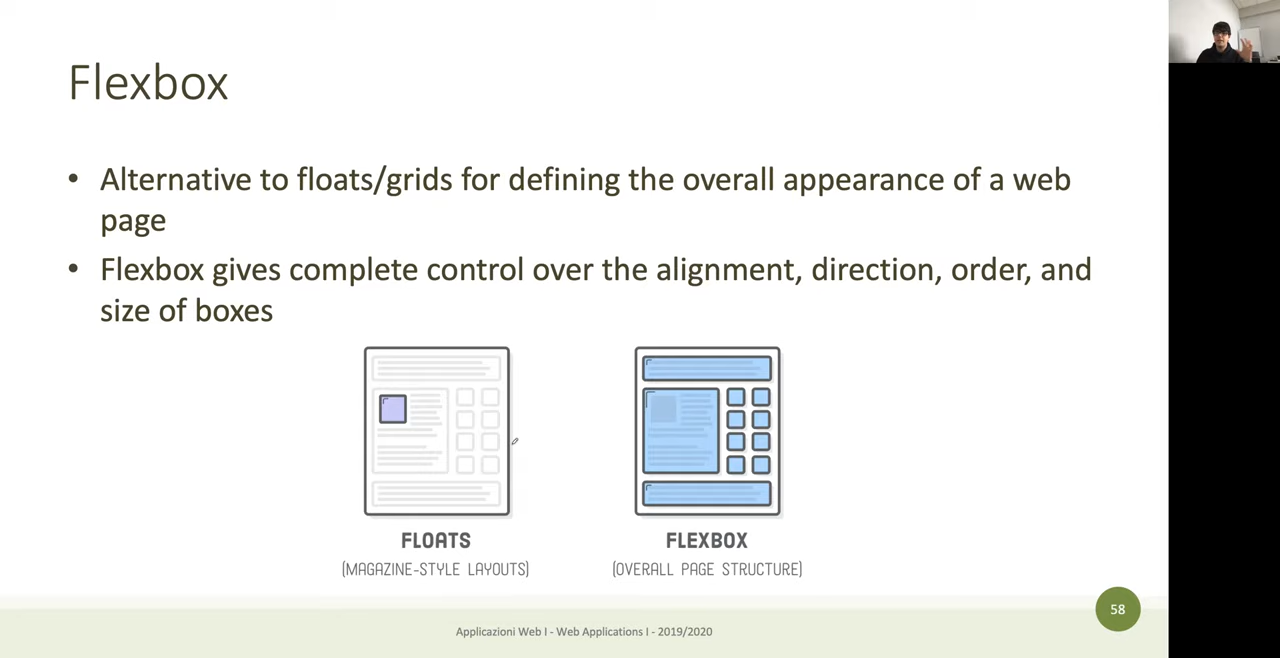 Flexbox
• Alternative to floats/grids for defining the overall appearance of a web
page
• Flexbox gives complete control over the alignment, direction, order, and
size of boxes
FLOATS
(MAGAZINE-STYLE LAYOUTS)
FLEXBOX
(OVERALL PAGE STRUCTURE)
58
Applicazioni Web I - Web Applications I - 2019/2020